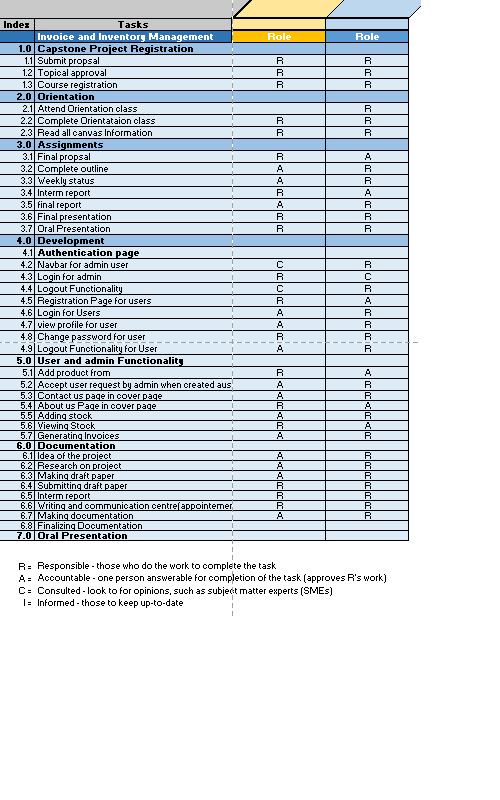 Index Tasks
Invoice and Inventory Management Role Role
1.0 Capstone Project Registration
1.1 Submit propsal R R
1.2 Topical approval R R
1.3 Course registration R R
2.0 Orientation
2.1 Attend Orientation class R
2.2 Complete Orientataion class R R
2.3 Read all canvas Information R R
3.0 Assignments
3.1 Final propsal R A
3.2 Complete outline A R
3.3 Weekly status A R
3.4 Interm report R A
3.5 final report A R
3.6 Final presentation R R
3.7 Oral Presentation R R
4.0 Development
4.1 Authentication page
4.2 Navbar for admin user C R
4.3 Login for admin R C
4.4 Logout Functionality C R
4.5 Registration Page for users R A
4.6 Login for Users A R
4.7 view profile for user A R
4.8 Change password for user R R
4.9 Logout Functionality for User A R
5.0 User and admin Functionality
5.1 Add product from R A
5.2 Accept user request by admin when created aus A R
5.3 Contact us page in cover page A R
5.4 About us Page in cover page R A
5.5 Adding stock A R
5.6 Viewing Stock R A
5.7 Generating Invoices A R
6.0 Documentation
6.1 Idea of the project A R
6.2 Research on project A R
6.3 Making draft paper A R
6.4 Submitting draft paper R R
6.5 Interm report R R
6.6 Writing and communication centre(appointemer R R
6.7 Making documentation A R
6.8 Finalizing Documentation
7.0 Oral Presentation
R = Responsible - those who do the work to complete the task
A = Accountable - one person answerable for completion of the task (approves R's work)
C = Consulted - look to for opinions, such as subject matter experts (SMEs)
I = Informed - those to keep up-to-date